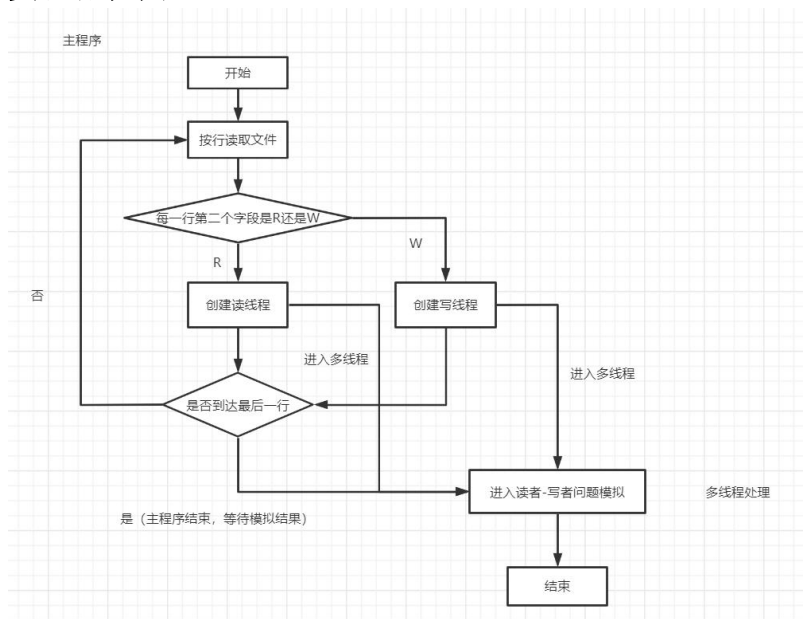 主程序
开始
按行读取文件
每一行第二个字段是R还是W
W
R
否
创建读线程
创建写线程
进入多线程
进入多线程
是否到达最后一行
进入读者-写者问题模拟
多线程处理
是（主程序结束，等待模拟结果）
结束